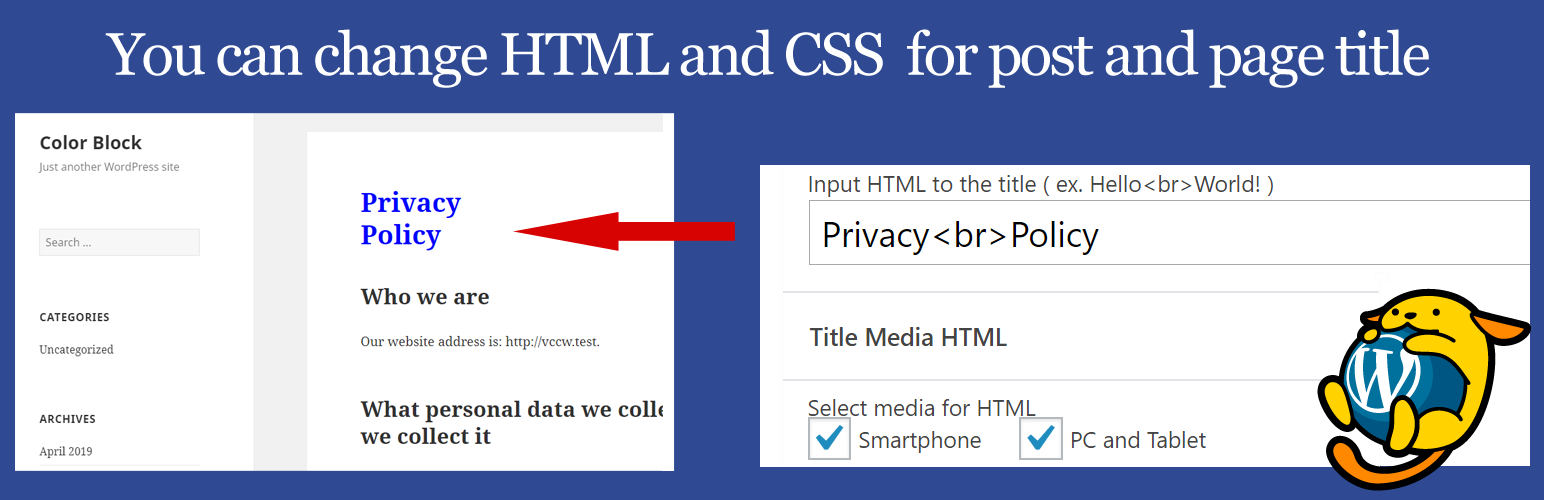 You can change HTML and CSS for post and page title
Color Block
Just another WordPress site
Search ...
CATEGORIES
Uncategorized
ARCHIVES
April 2019
Privacy
Policy
Who we are
Our website address is: http://vccw.test.
What personal data we colle
we collect it
Input HTML to the title ( ex. Hello<br>World! )
Privacy<br>Policy
Title Media HTML
Select media for HTML
Smartphone
PC and Tablet
W